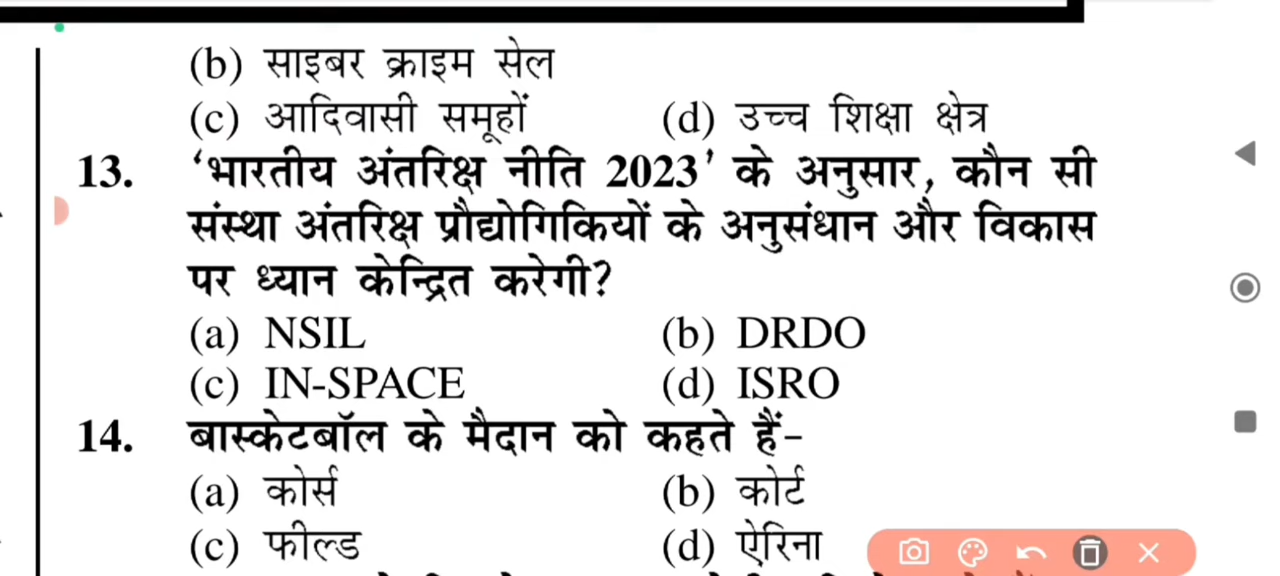 (b) साइबर क्राइम सेल
(c) आदिवासी समूहों (d) उच्च शिक्षा क्षेत्र
13. ‘भारतीय अंतरिक्ष नीति 2023’ के अनुसार, कौन सी
संस्था अंतरिक्ष प्रौद्योगिकियों के अनुसंधान और विकास
पर ध्यान केन्द्रित करेगी?
(a) NSIL (b) DRDO
(c) IN-SPACE (d) ISRO
14. बास्केटबॉल के मैदान को कहते हैं-
(a) कोर्स (b) कोर्ट
(c) फील्ड (d) ऐरिना